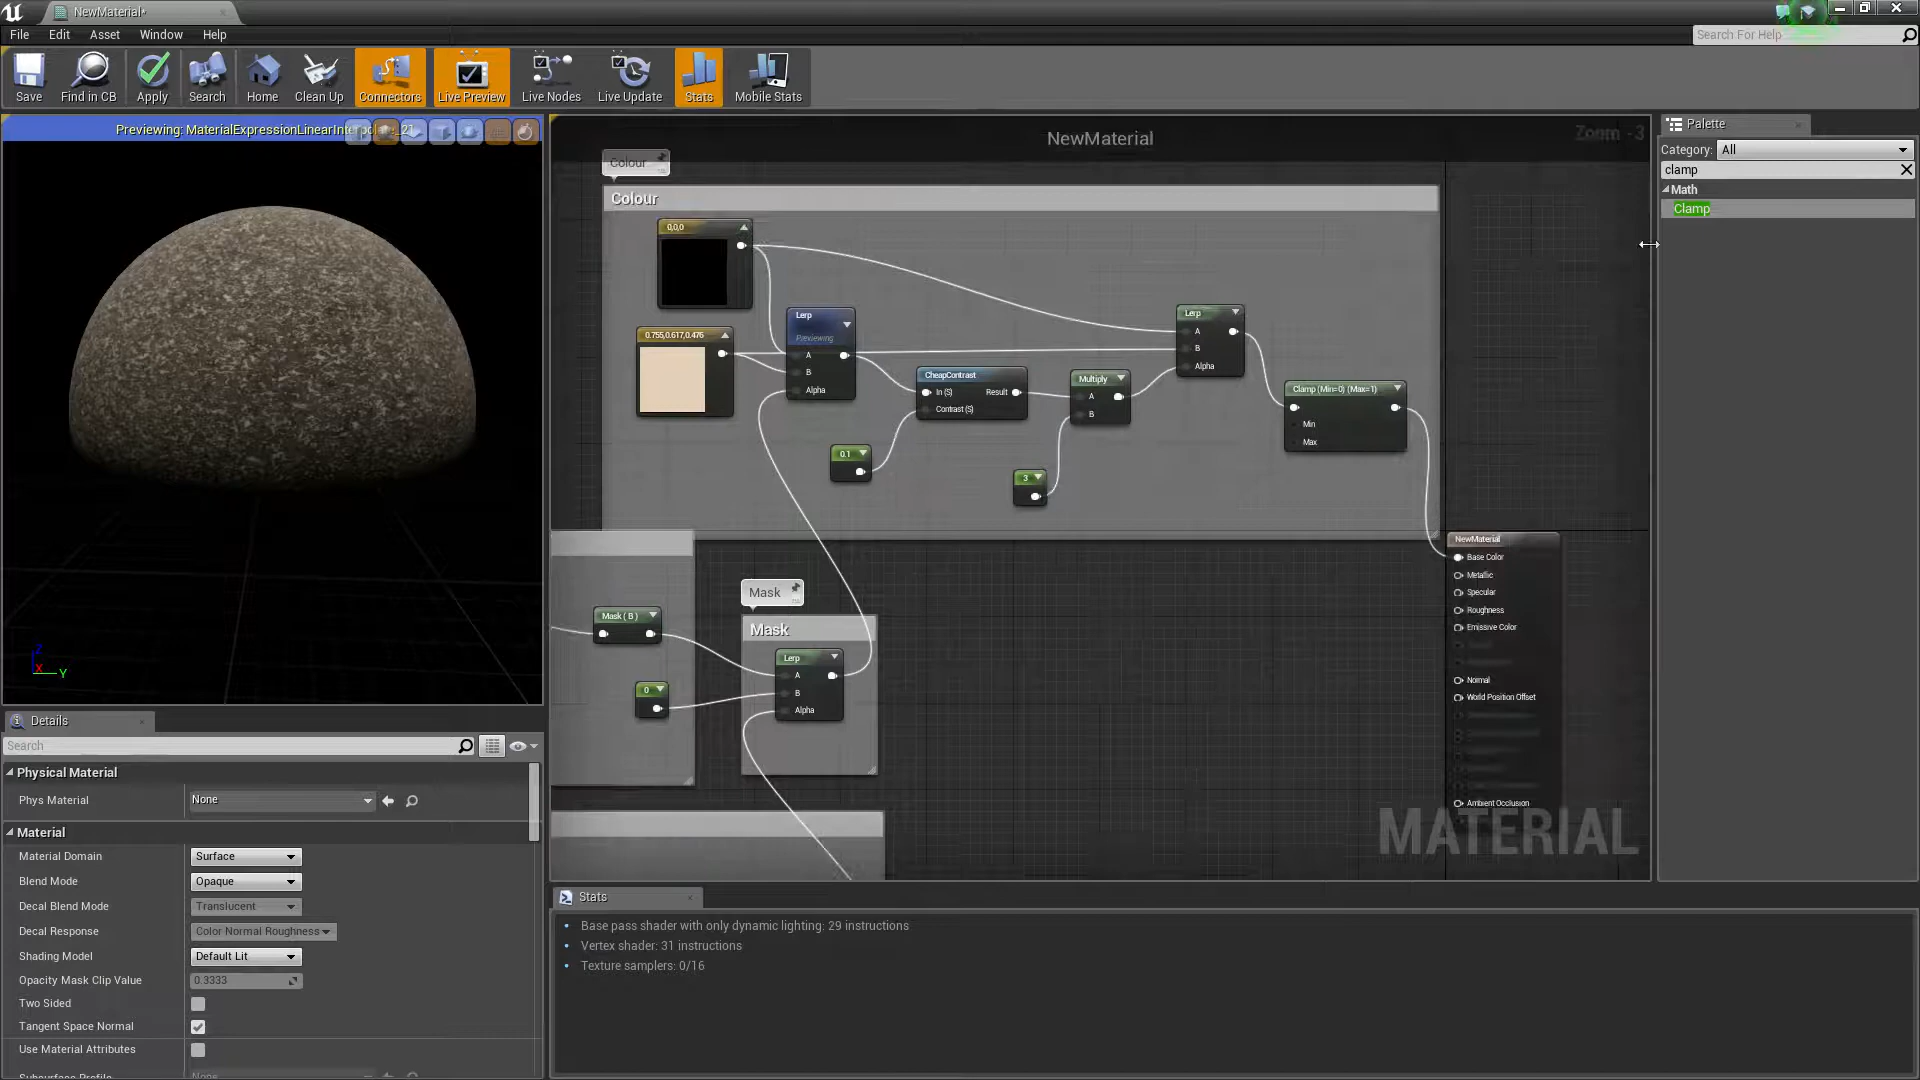 NewMaterial*
File Edit Asset Window Help
Search For Help
Save Find in CB Apply Search Home Clean Up Connectors Live Preview Live Nodes Live Update Stats Mobile Stats
Previewing: MaterialExpressionLinearInterpolate_21
NewMaterial
Zoom -3
Palette
Category: All
clamp
Math
Clamp
Colour
Colour
0,0,0
0.755,0.617,0.476
Lerp
Previewing
A
B
Alpha
CheapContrast
In (S) Result
Contrast (S)
0.1
Multiply
A
B
3
Lerp
A
B
Alpha
Clamp (Min=0) (Max=1)
Min
Max
Mask ( B )
0
Mask
Mask
Lerp
A
B
Alpha
NewMaterial
Base Color
Metallic
Specular
Roughness
Emissive Color
Normal
World Position Offset
Ambient Occlusion
MATERIAL
Z
X
Y
Details
Search
Physical Material
Phys Material None
Material
Material Domain Surface
Blend Mode Opaque
Decal Blend Mode Translucent
Decal Response Color Normal Roughness
Shading Model Default Lit
Opacity Mask Clip Value 0.3333
Two Sided
Tangent Space Normal
Use Material Attributes
Subsurface Profile None
Stats
Base pass shader with only dynamic lighting: 29 instructions
Vertex shader: 31 instructions
Texture samplers: 0/16